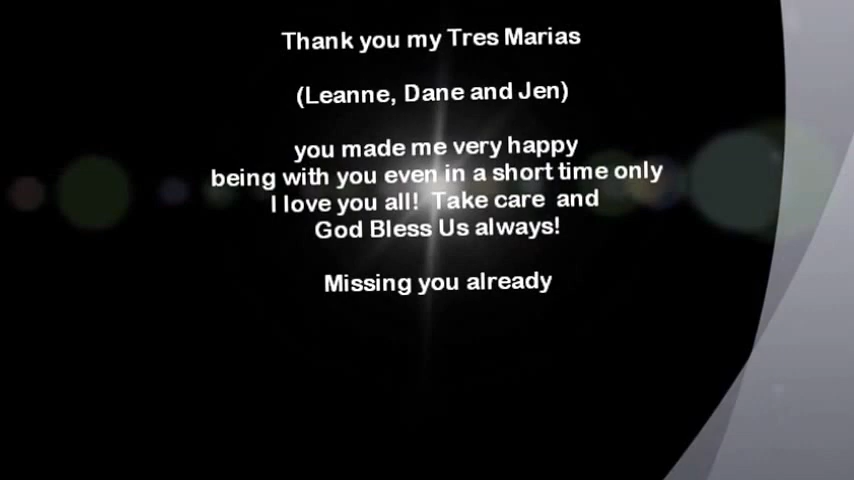 Thank you my Tres Marias
(Leanne, Dane and Jen)
you made me very happy
being with you even in a short time only
I love you all!  Take care  and
God Bless Us always!
Missing you already